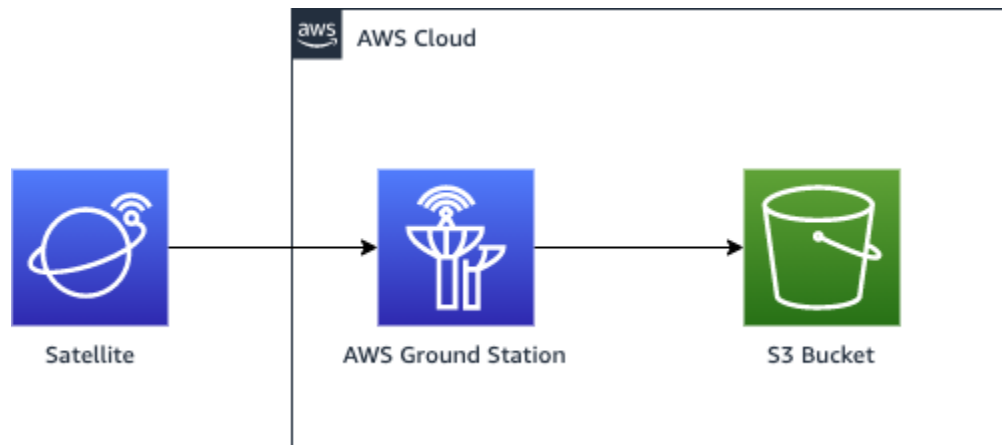 aws
AWS Cloud
Satellite
AWS Ground Station
S3 Bucket